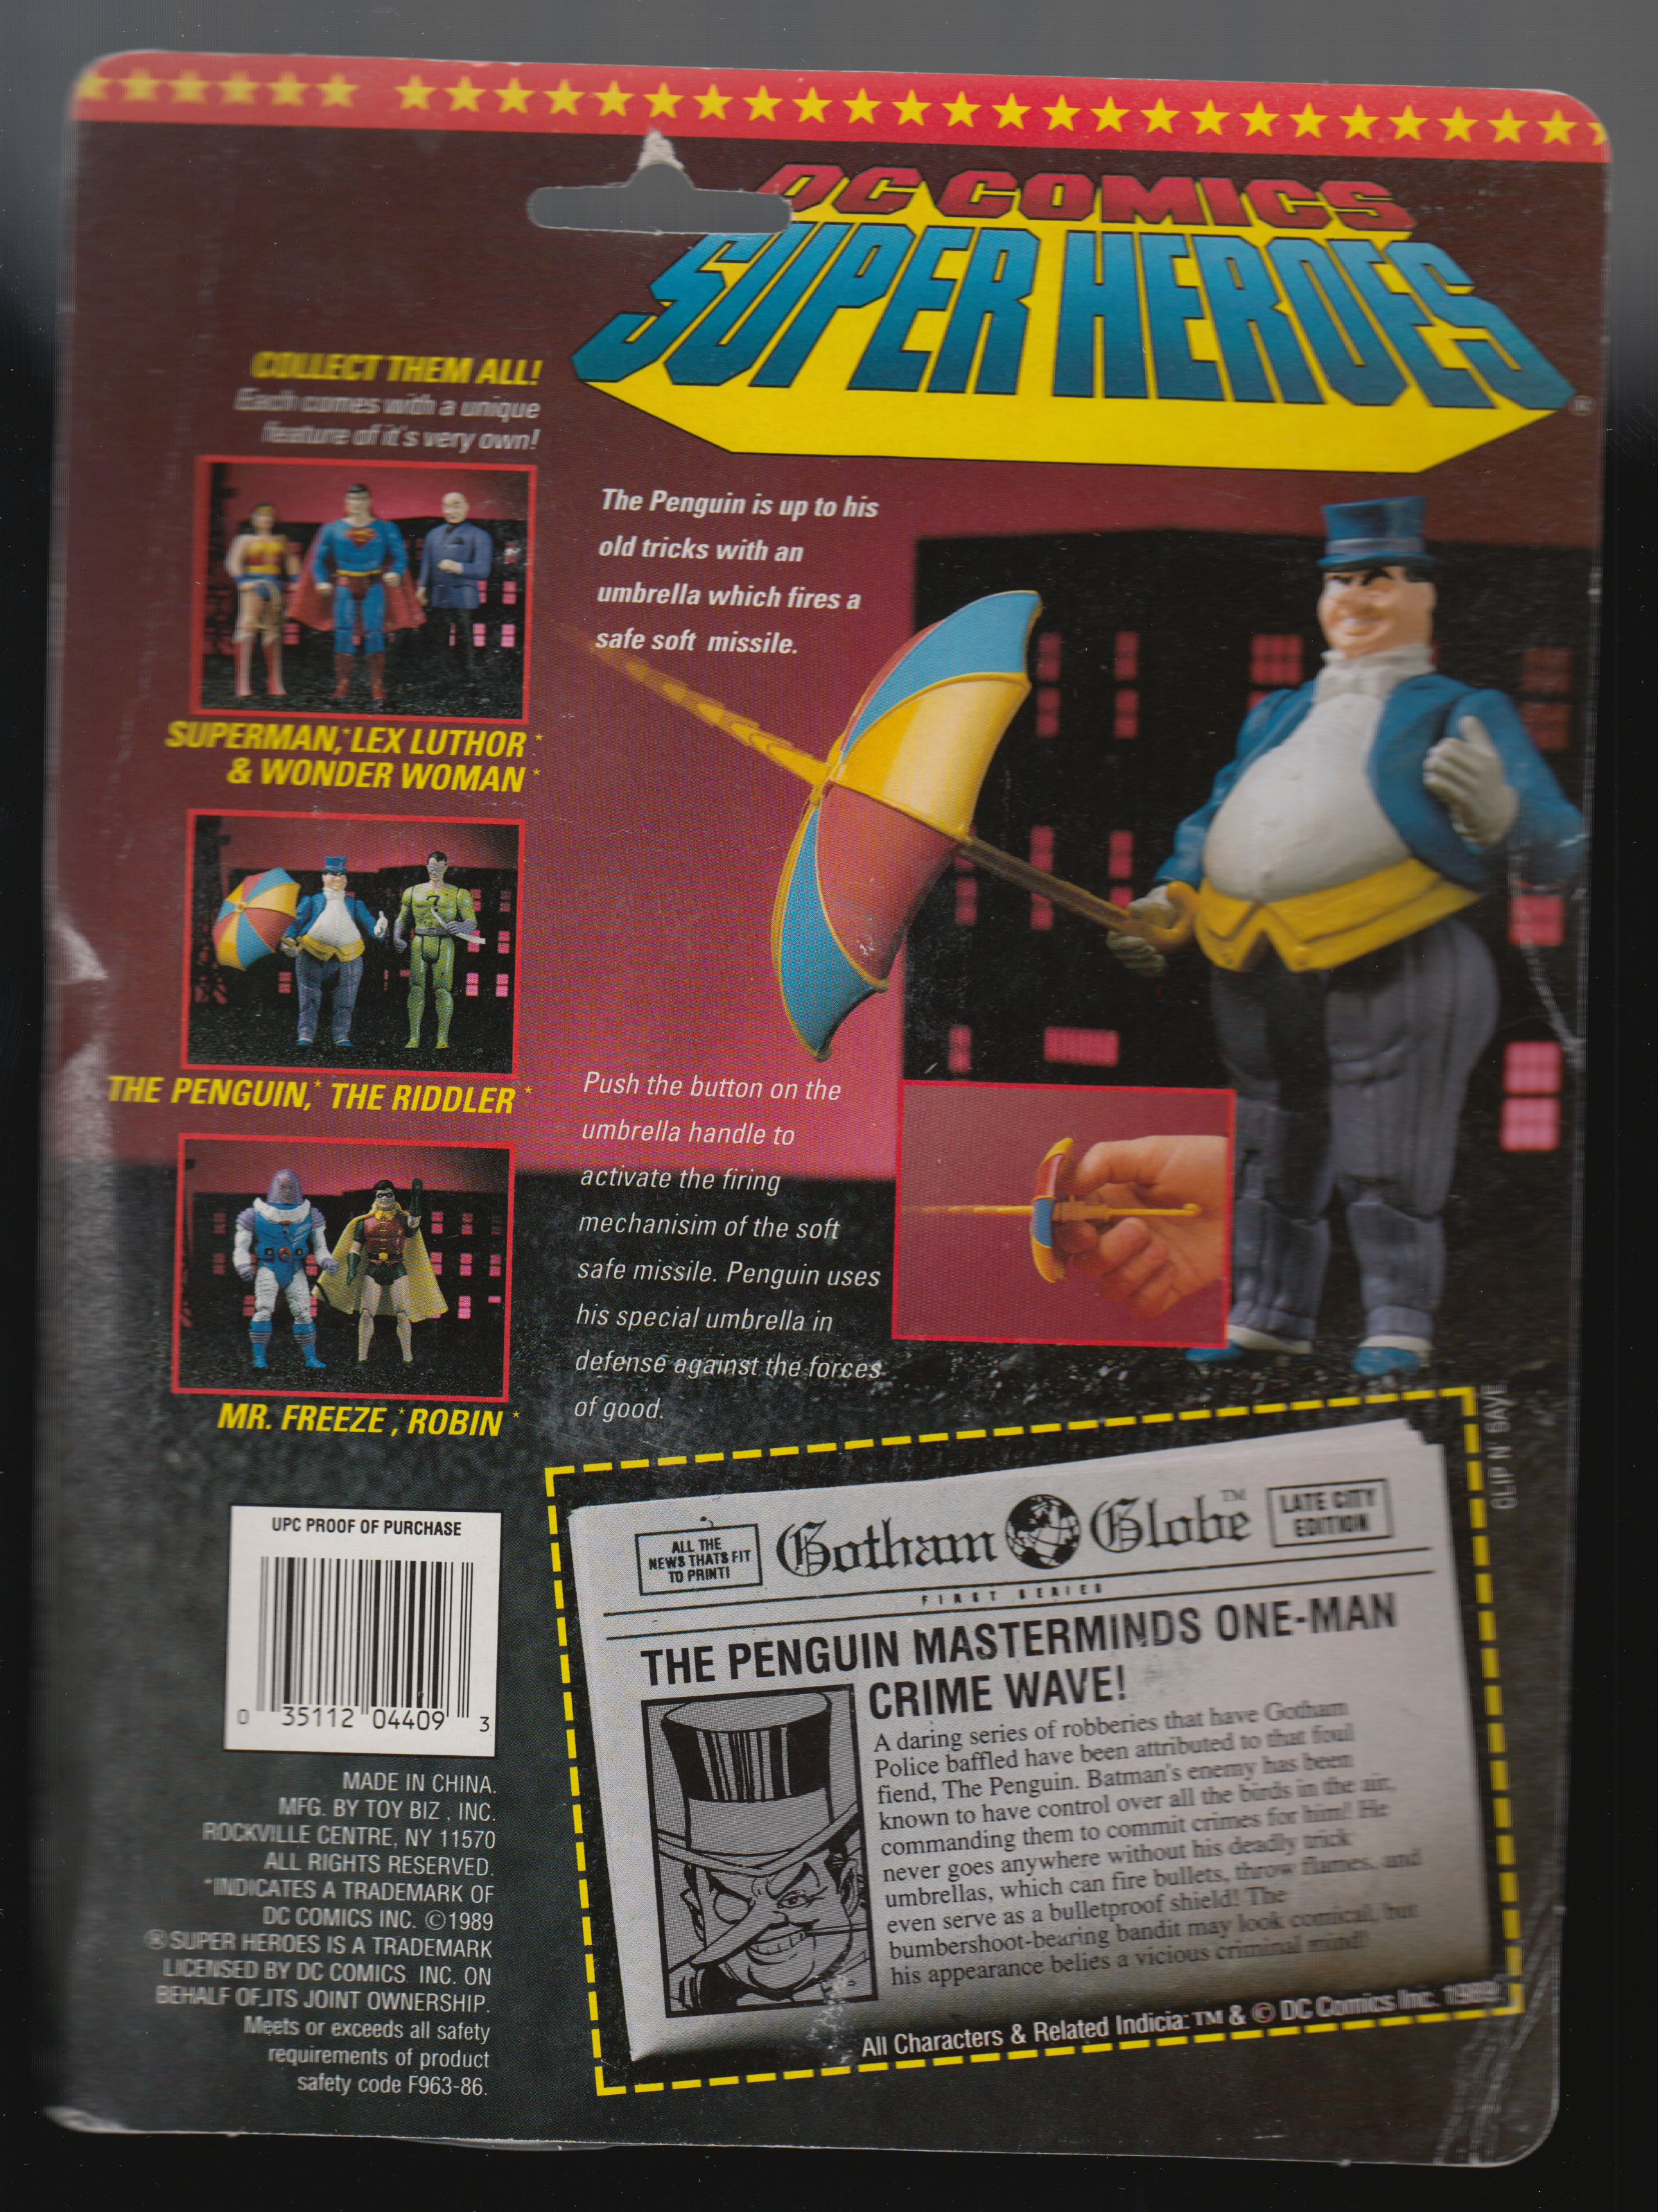 DC COMICS
SUPER HEROES
®
COLLECT THEM ALL!
Each comes with a unique
feature of it's very own!
SUPERMAN,* LEX LUTHOR*
& WONDER WOMAN*
THE PENGUIN,* THE RIDDLER*
MR. FREEZE,* ROBIN*
The Penguin is up to his
old tricks with an
umbrella which fires a
safe soft missile.
Push the button on the
umbrella handle to
activate the firing
mechanisim of the soft
safe missile. Penguin uses
his special umbrella in
defense against the forces
of good.
UPC PROOF OF PURCHASE
0 35112 04409 3
MADE IN CHINA.
MFG. BY TOY BIZ, INC.
ROCKVILLE CENTRE, NY 11570
ALL RIGHTS RESERVED.
*INDICATES A TRADEMARK OF
DC COMICS INC. ©1989
® SUPER HEROES IS A TRADEMARK
LICENSED BY DC COMICS INC. ON
BEHALF OF ITS JOINT OWNERSHIP.
Meets or exceeds all safety
requirements of product
safety code F963-86.
CLIP N SAVE
ALL THE
NEWS THATS FIT
TO PRINT!
Gotham Globe™
LATE CITY
EDITION
FIRST SERIES
THE PENGUIN MASTERMINDS ONE-MAN
CRIME WAVE!
A daring series of robberies that have Gotham
Police baffled have been attributed to that foul
fiend, The Penguin. Batman's enemy has been
known to have control over all the birds in the air,
commanding them to commit crimes for him! He
never goes anywhere without his deadly trick
umbrellas, which can fire bullets, throw flames, and
even serve as a bulletproof shield! The
bumbershoot-bearing bandit may look comical, but
his appearance belies a vicious criminal mind!
All Characters & Related Indicia: TM & © DC Comics Inc. 1989